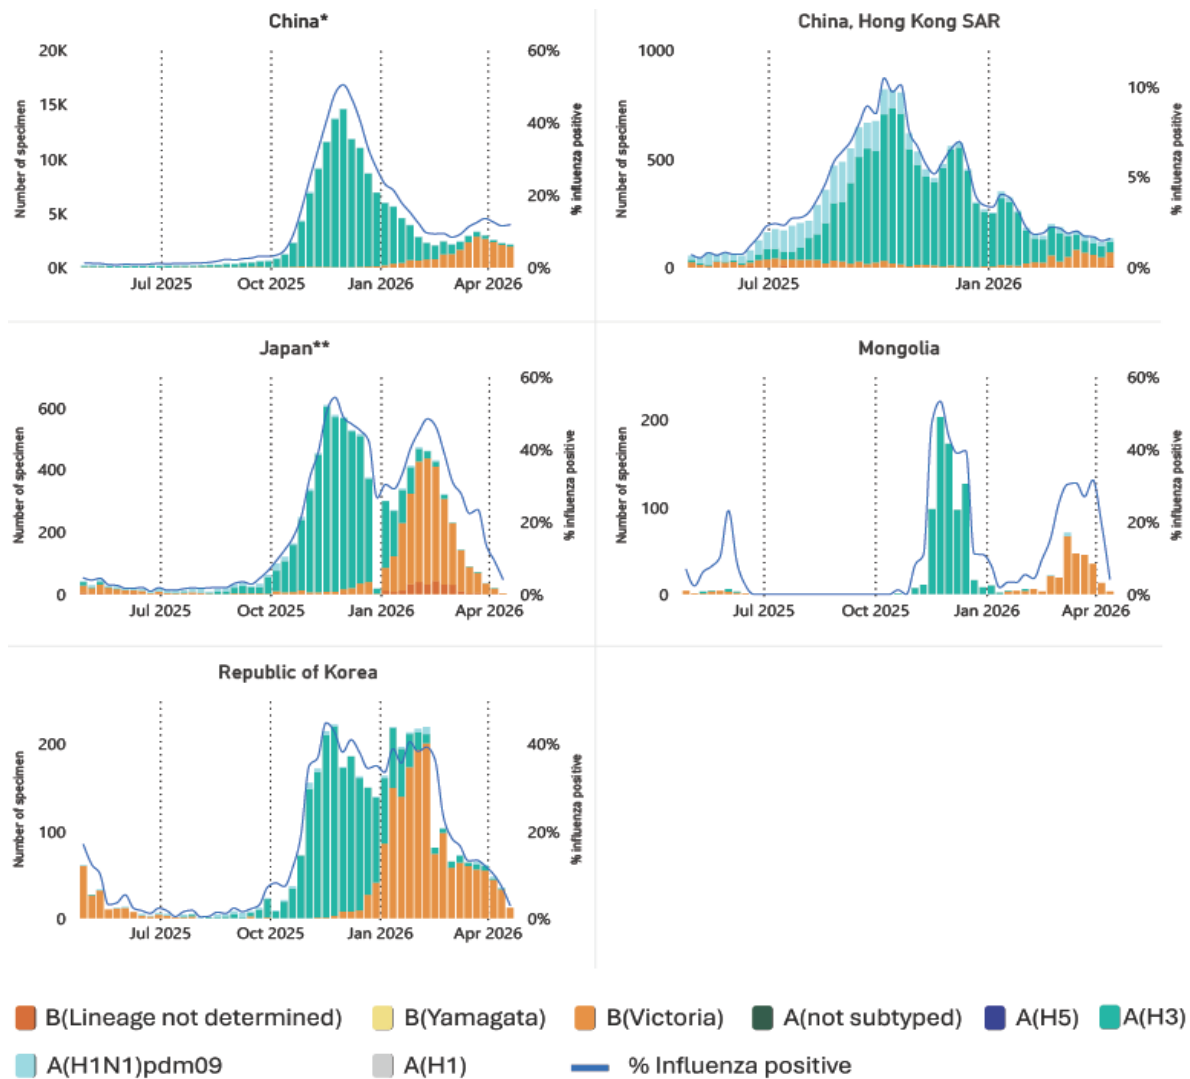 China*
20K
15K
10K
5K
0K
60%
40%
20%
0%
Number of specimen
% influenza positive
Jul 2025
Oct 2025
Jan 2026
Apr 2026
China, Hong Kong SAR
1000
500
0
10%
5%
0%
Number of specimen
% influenza positive
Jul 2025
Jan 2026
Japan**
600
400
200
0
60%
40%
20%
0%
Number of specimen
% influenza positive
Jul 2025
Oct 2025
Jan 2026
Apr 2026
Mongolia
200
100
0
60%
40%
20%
0%
Number of specimen
% influenza positive
Jul 2025
Oct 2025
Jan 2026
Apr 2026
Republic of Korea
200
100
0
40%
20%
0%
Number of specimen
% influenza positive
Jul 2025
Oct 2025
Jan 2026
Apr 2026
B(Lineage not determined)
B(Yamagata)
B(Victoria)
A(not subtyped)
A(H5)
A(H3)
A(H1N1)pdm09
A(H1)
% Influenza positive